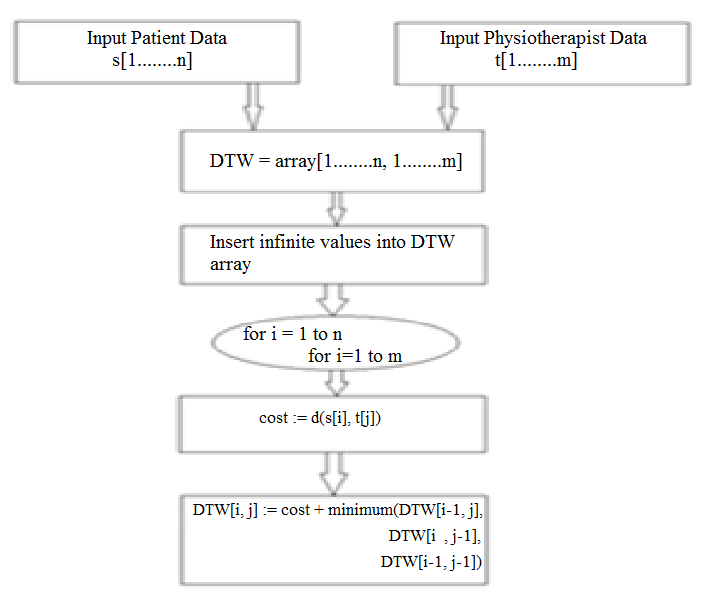 Input Patient Data
s[1........n]
Input Physiotherapist Data
t[1........m]
DTW = array[1........n, 1........m]
Insert infinite values into DTW
array
for i = 1 to n
for i=1 to m
cost := d(s[i], t[j])
DTW[i, j] := cost + minimum(DTW[i-1, j],
DTW[i  , j-1],
DTW[i-1, j-1])